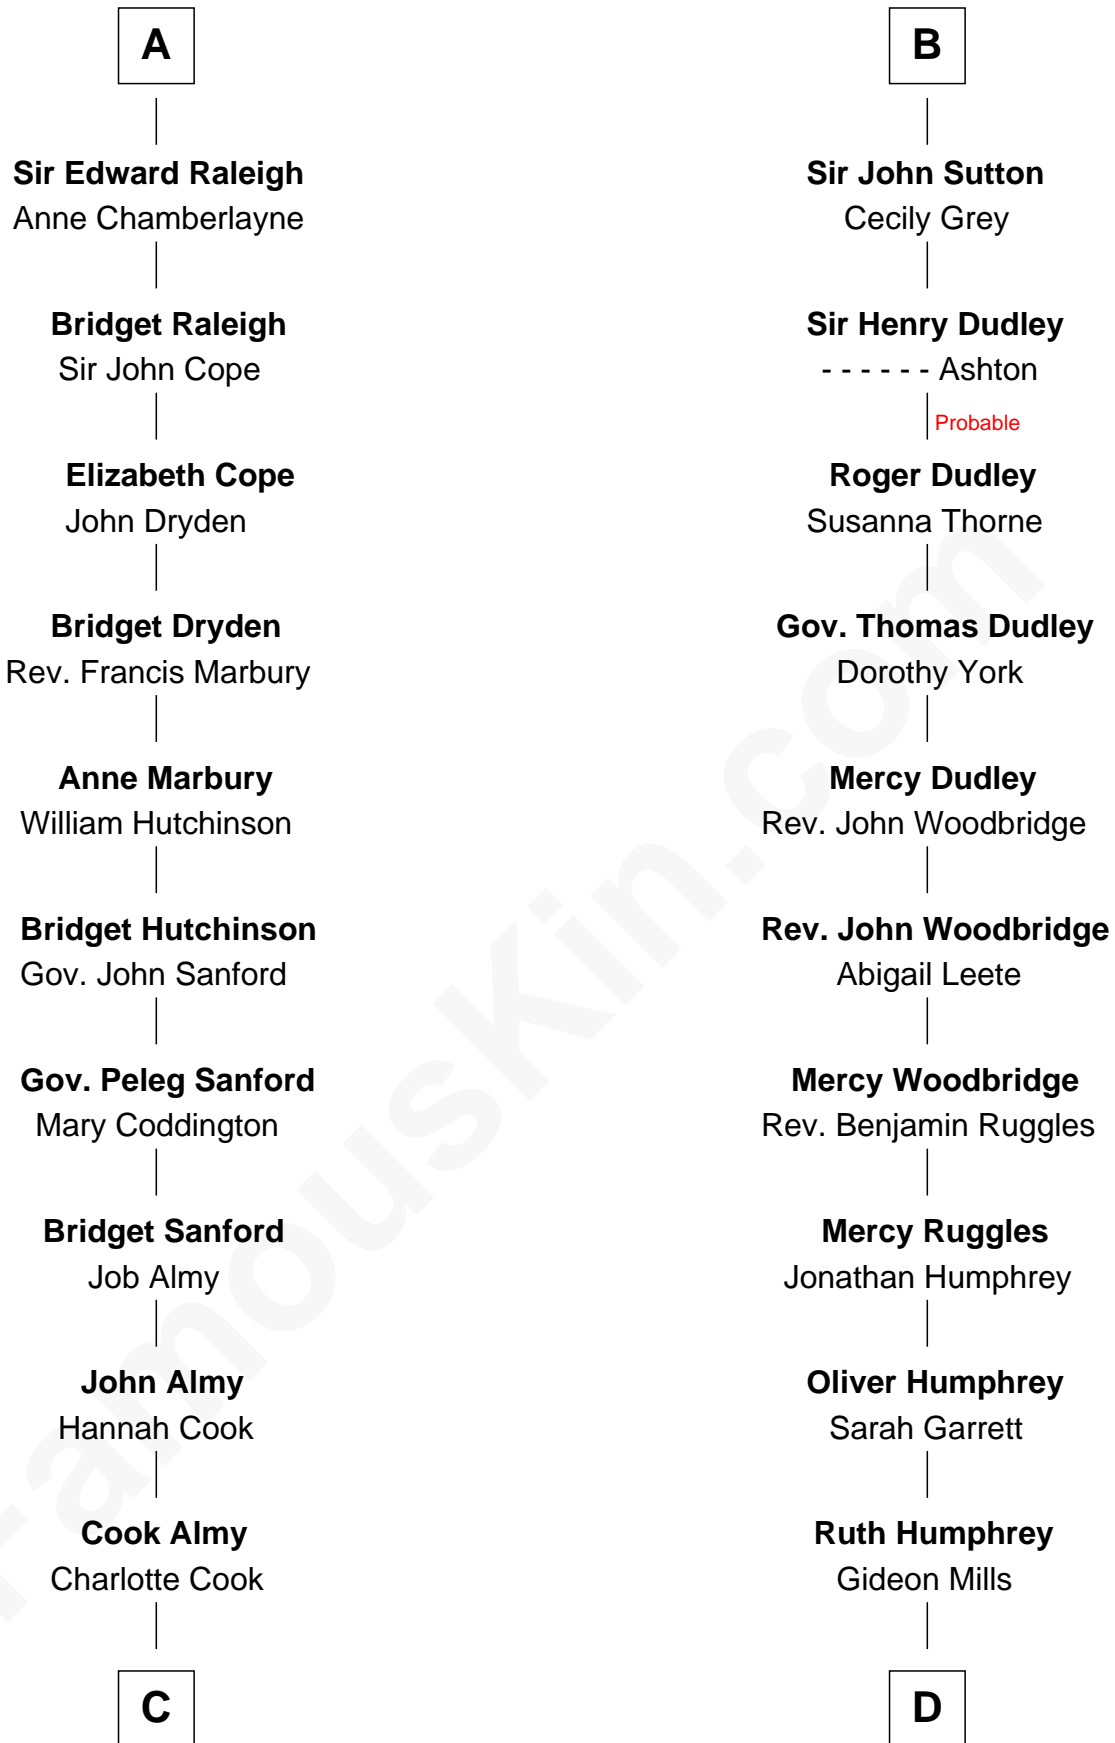 A
Sir Edward Raleigh
Anne Chamberlayne
Bridget Raleigh
Sir John Cope
Elizabeth Cope
John Dryden
Bridget Dryden
Rev. Francis Marbury
Anne Marbury
William Hutchinson
Bridget Hutchinson
Gov. John Sanford
Gov. Peleg Sanford
Mary Coddington
Bridget Sanford
Job Almy
John Almy
Hannah Cook
Cook Almy
Charlotte Cook
C
B
Sir John Sutton
Cecily Grey
Sir Henry Dudley
- - - - - - Ashton
Probable
Roger Dudley
Susanna Thorne
Gov. Thomas Dudley
Dorothy York
Mercy Dudley
Rev. John Woodbridge
Rev. John Woodbridge
Abigail Leete
Mercy Woodbridge
Rev. Benjamin Ruggles
Mercy Ruggles
Jonathan Humphrey
Oliver Humphrey
Sarah Garrett
Ruth Humphrey
Gideon Mills
D
FamousKin.com